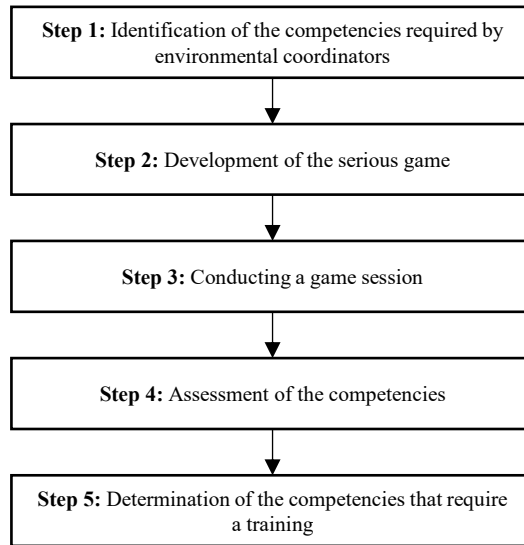 Step 1: Identification of the competencies required by
environmental coordinators
Step 2: Development of the serious game
Step 3: Conducting a game session
Step 4: Assessment of the competencies
Step 5: Determination of the competencies that require
a training